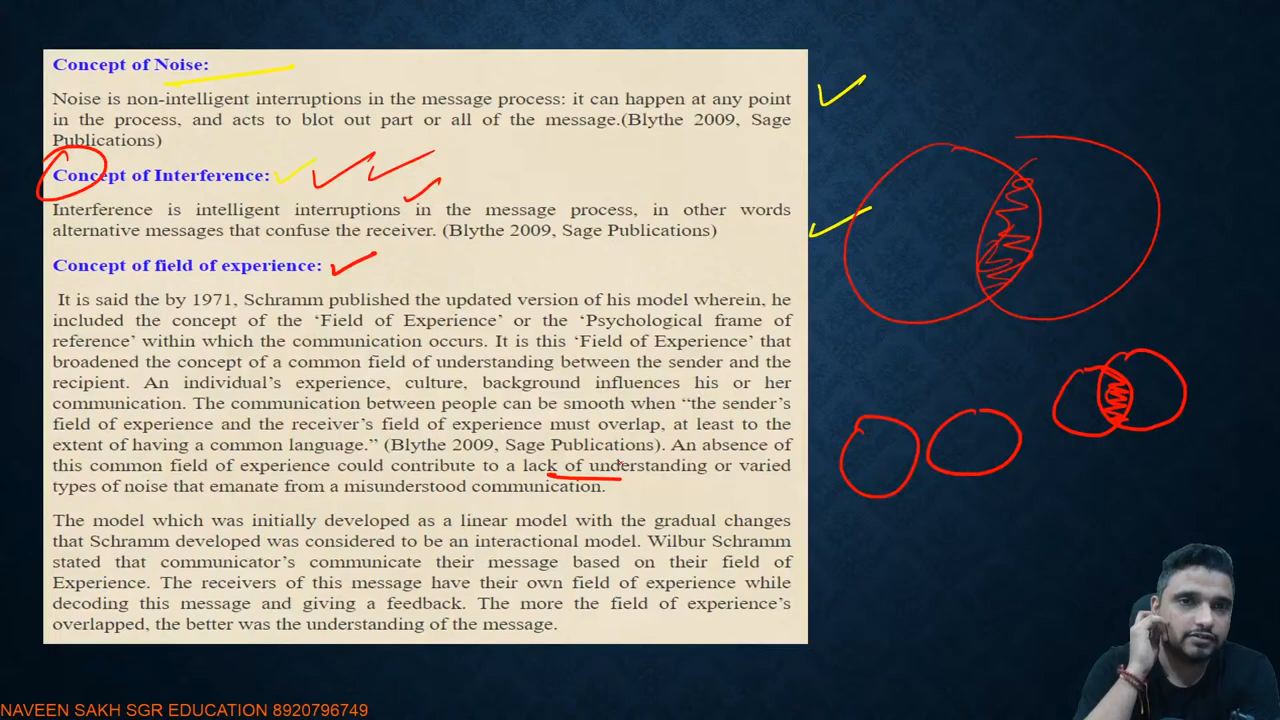 Concept of Noise:
Noise is non-intelligent interruptions in the message process: it can happen at any point
in the process, and acts to blot out part or all of the message.(Blythe 2009, Sage
Publications)
Concept of Interference:
Interference is intelligent interruptions in the message process, in other words
alternative messages that confuse the receiver. (Blythe 2009, Sage Publications)
Concept of field of experience:
It is said the by 1971, Schramm published the updated version of his model wherein, he
included the concept of the ‘Field of Experience’ or the ‘Psychological frame of
reference’ within which the communication occurs. It is this ‘Field of Experience’ that
broadened the concept of a common field of understanding between the sender and the
recipient. An individual’s experience, culture, background influences his or her
communication. The communication between people can be smooth when “the sender’s
field of experience and the receiver’s field of experience must overlap, at least to the
extent of having a common language.” (Blythe 2009, Sage Publications). An absence of
this common field of experience could contribute to a lack of understanding or varied
types of noise that emanate from a misunderstood communication.
The model which was initially developed as a linear model with the gradual changes
that Schramm developed was considered to be an interactional model. Wilbur Schramm
stated that communicator’s communicate their message based on their field of
Experience. The receivers of this message have their own field of experience while
decoding this message and giving a feedback. The more the field of experience’s
overlapped, the better was the understanding of the message.
NAVEEN SAKH SGR EDUCATION 8920796749